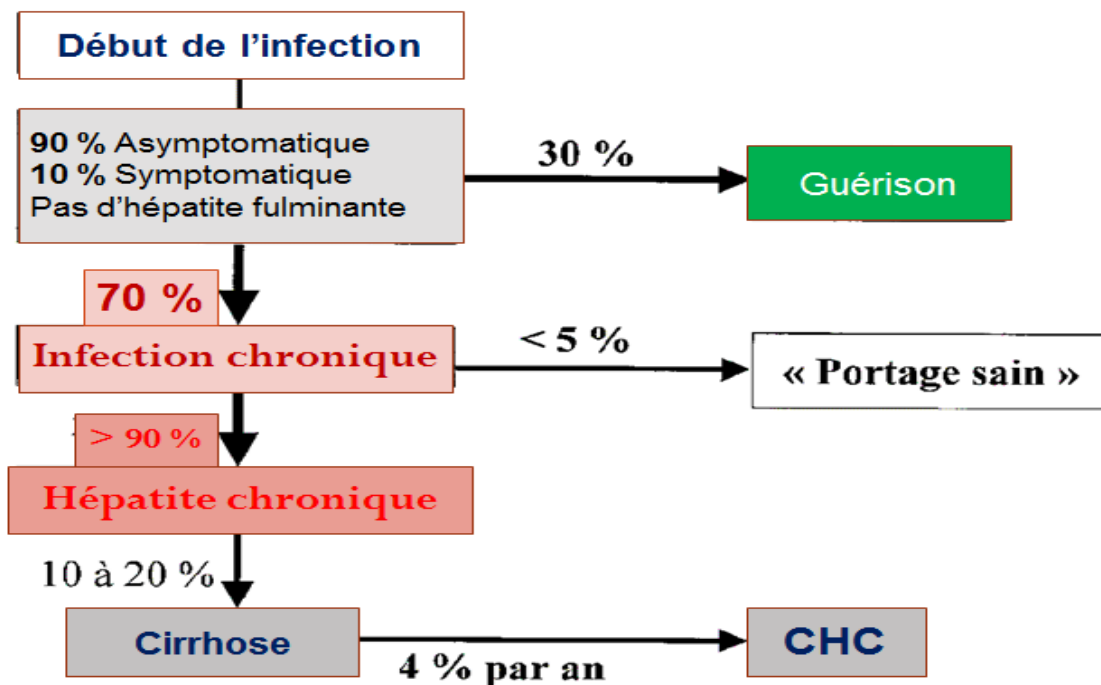 Début de l’infection
90 % Asymptomatique
10 % Symptomatique
Pas d’hépatite fulminante
30 %
Guérison
70 %
Infection chronique
< 5 %
« Portage sain »
> 90 %
Hépatite chronique
10 à 20 %
Cirrhose
4 % par an
CHC